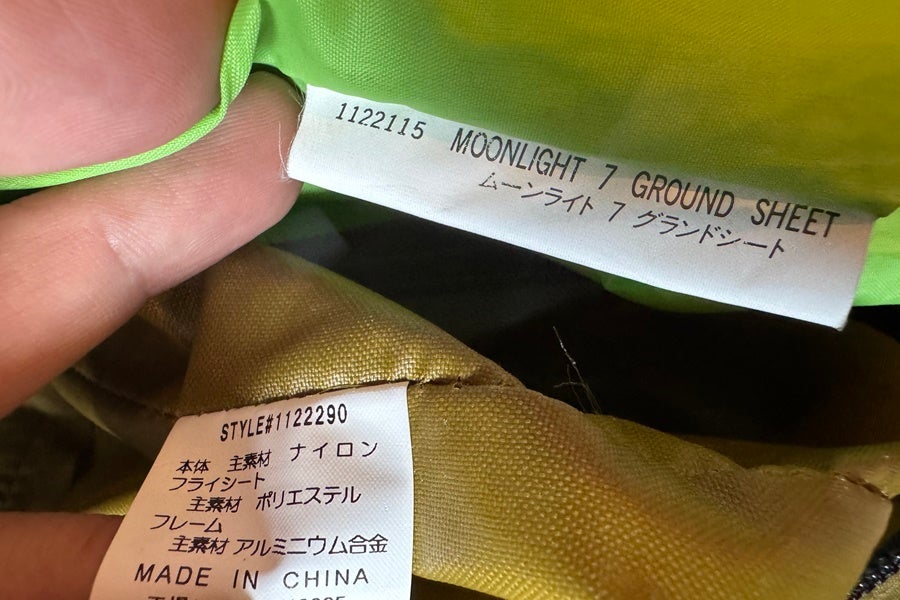 1122115 MOONLIGHT 7 GROUND SHEET
ムーンライト 7 グランドシート
STYLE#1122290
本体 主素材 ナイロン
フライシート
主素材 ポリエステル
フレーム
主素材 アルミニウム合金
MADE IN CHINA